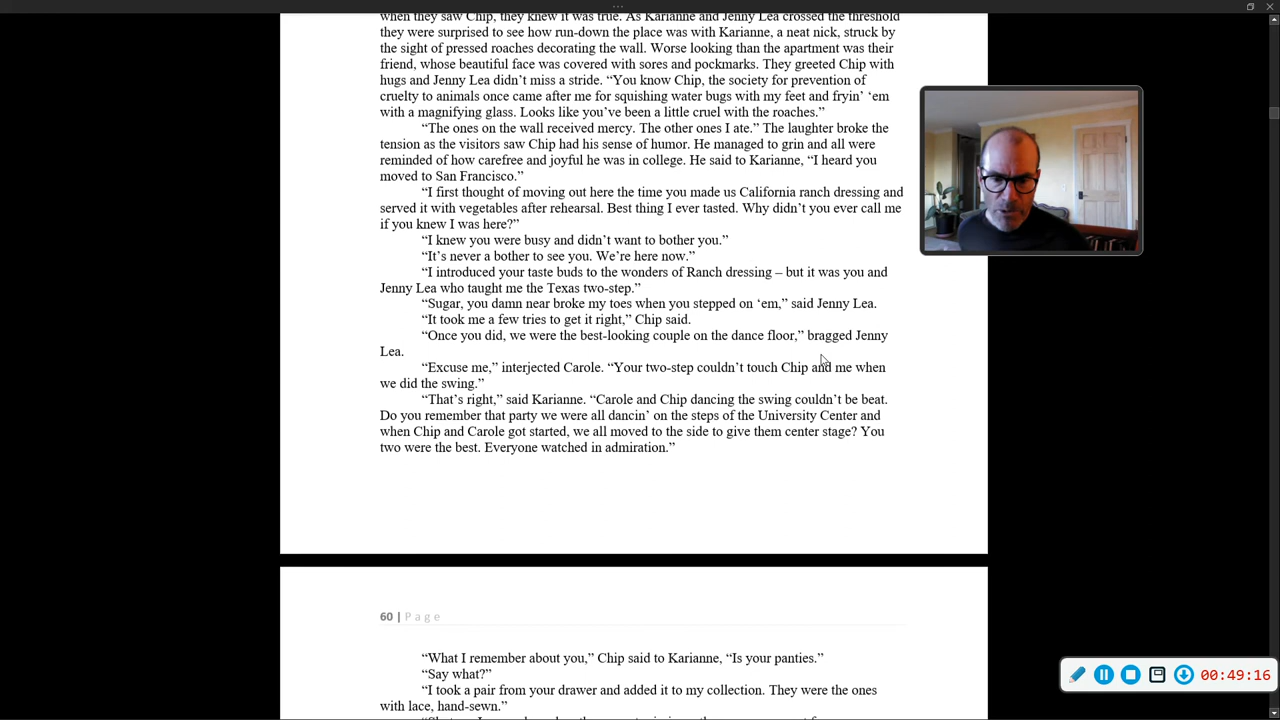 when they saw Chip, they knew it was true. As Karianne and Jenny Lea crossed the threshold
they were surprised to see how run-down the place was with Karianne, a neat nick, struck by
the sight of pressed roaches decorating the wall. Worse looking than the apartment was their
friend, whose beautiful face was covered with sores and pockmarks. They greeted Chip with
hugs and Jenny Lea didn’t miss a stride. “You know Chip, the society for prevention of
cruelty to animals once came after me for squishing water bugs with my feet and fryin’ ‘em
with a magnifying glass. Looks like you’ve been a little cruel with the roaches.”
“The ones on the wall received mercy. The other ones I ate.” The laughter broke the
tension as the visitors saw Chip had his sense of humor. He managed to grin and all were
reminded of how carefree and joyful he was in college. He said to Karianne, “I heard you
moved to San Francisco.”
“I first thought of moving out here the time you made us California ranch dressing and
served it with vegetables after rehearsal. Best thing I ever tasted. Why didn’t you ever call me
if you knew I was here?”
“I knew you were busy and didn’t want to bother you.”
“It’s never a bother to see you. We’re here now.”
“I introduced your taste buds to the wonders of Ranch dressing – but it was you and
Jenny Lea who taught me the Texas two-step.”
“Sugar, you damn near broke my toes when you stepped on ‘em,” said Jenny Lea.
“It took me a few tries to get it right,” Chip said.
“Once you did, we were the best-looking couple on the dance floor,” bragged Jenny
Lea.
“Excuse me,” interjected Carole. “Your two-step couldn’t touch Chip and me when
we did the swing.”
“That’s right,” said Karianne. “Carole and Chip dancing the swing couldn’t be beat.
Do you remember that party we were all dancin’ on the steps of the University Center and
when Chip and Carole got started, we all moved to the side to give them center stage? You
two were the best. Everyone watched in admiration.”
60 | Page
“What I remember about you,” Chip said to Karianne, “Is your panties.”
“Say what?”
“I took a pair from your drawer and added it to my collection. They were the ones
with lace, hand-sewn.”
00:49:16